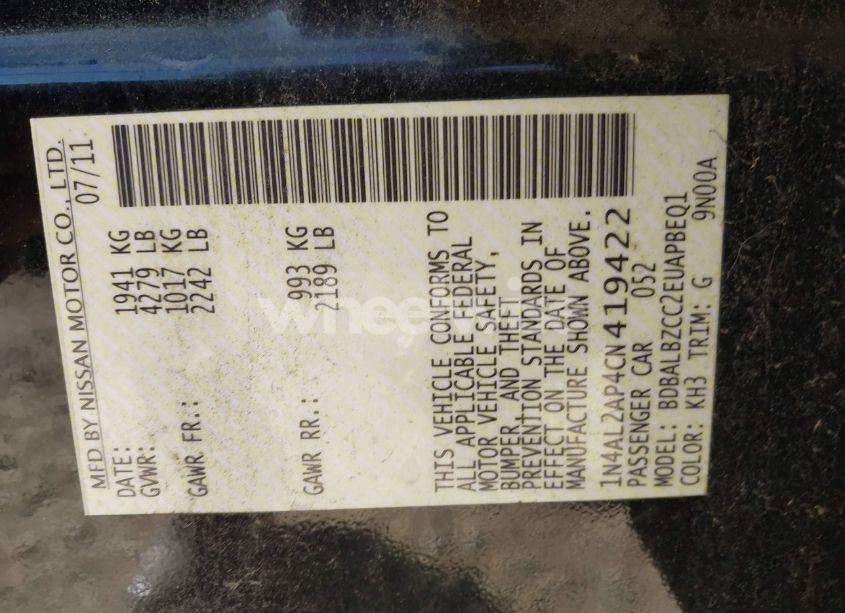 MFD BY NISSAN MOTOR CO., LTD.
DATE: 07/11
GVWR: 1941 KG
4279 LB
GAWR FR.: 1017 KG
2242 LB
GAWR RR.: 993 KG
2189 LB
THIS VEHICLE CONFORMS TO
ALL APPLICABLE FEDERAL
MOTOR VEHICLE SAFETY,
BUMPER, AND THEFT
PREVENTION STANDARDS IN
EFFECT ON THE DATE OF
MANUFACTURE SHOWN ABOVE.
1N4AL2AP4CN419422
PASSENGER CAR 052
MODEL: BDBALBZCC2EUAPBEQ1
COLOR: KH3 TRIM: G 9N00A